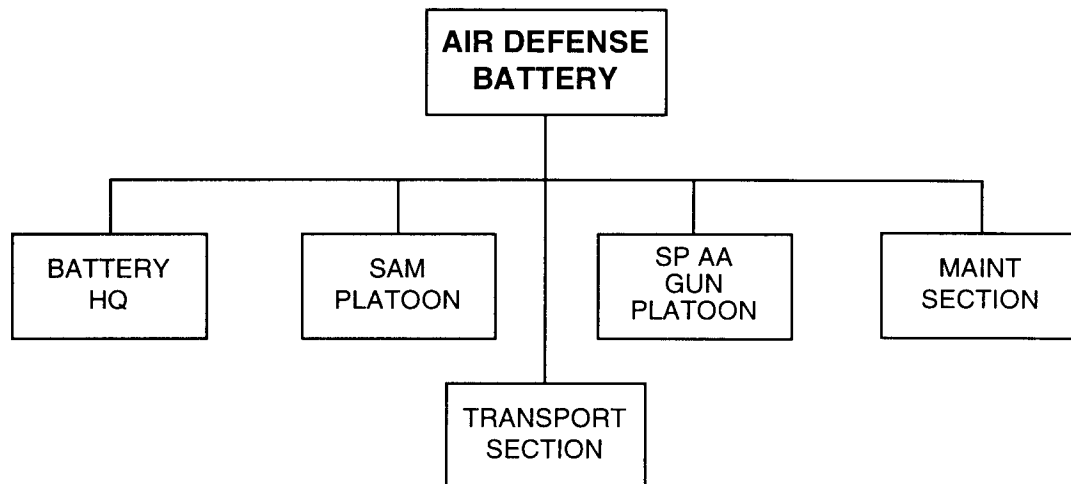 AIR DEFENSE
BATTERY
BATTERY
HQ
SAM
PLATOON
SP AA
GUN
PLATOON
MAINT
SECTION
TRANSPORT
SECTION